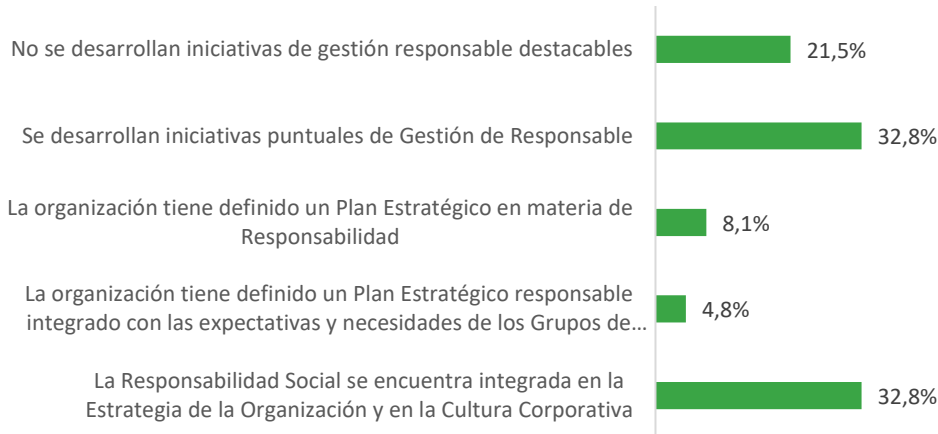 No se desarrollan iniciativas de gestión responsable destacables
21,5%
Se desarrollan iniciativas puntuales de Gestión de Responsable
32,8%
La organización tiene definido un Plan Estratégico en materia de
Responsabilidad
8,1%
La organización tiene definido un Plan Estratégico responsable
integrado con las expectativas y necesidades de los Grupos de...
4,8%
La Responsabilidad Social se encuentra integrada en la
Estrategia de la Organización y en la Cultura Corporativa
32,8%